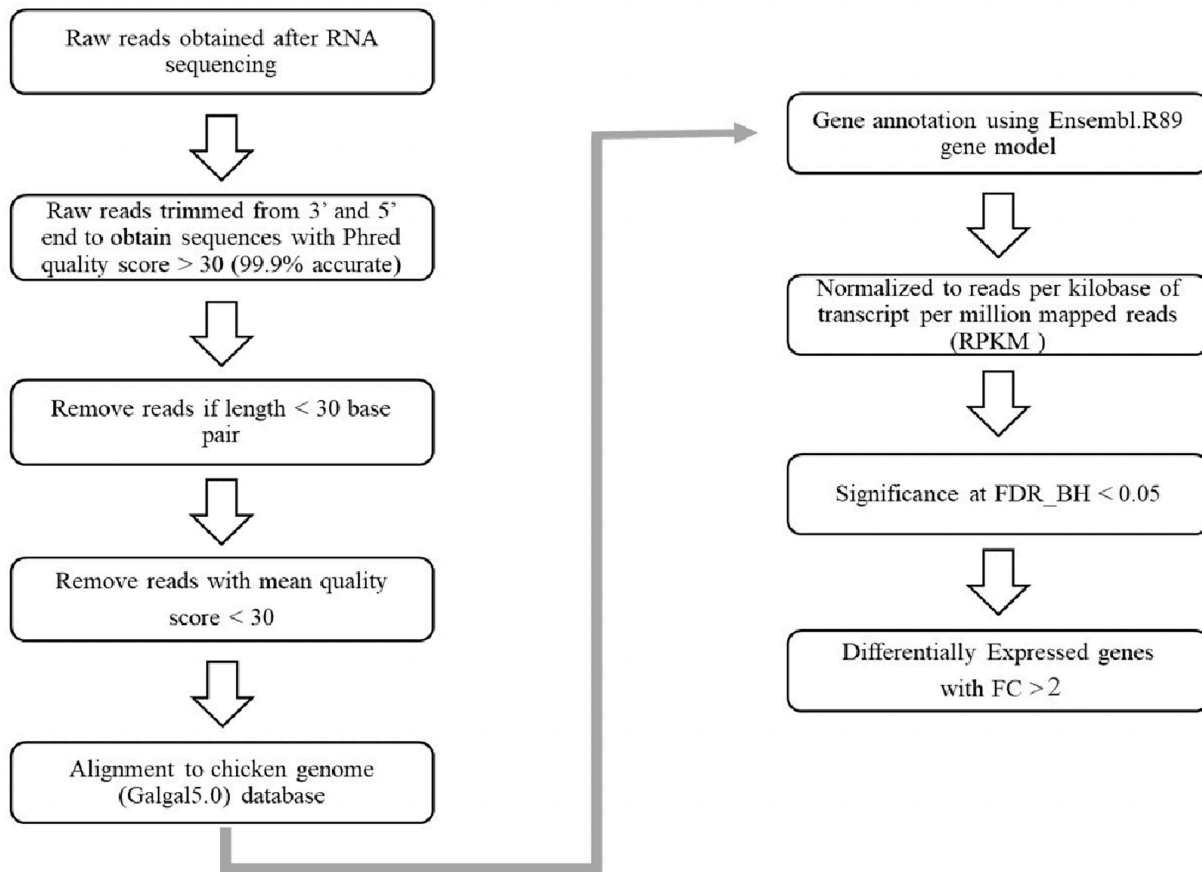 Raw reads obtained after RNA
sequencing
Raw reads trimmed from 3’ and 5’
end to obtain sequences with Phred
quality score > 30 (99.9% accurate)
Remove reads if length < 30 base
pair
Remove reads with mean quality
score < 30
Alignment to chicken genome
(Galgal5.0) database
Gene annotation using Ensembl.R89
gene model
Normalized to reads per kilobase of
transcript per million mapped reads
(RPKM )
Significance at FDR_BH < 0.05
Differentially Expressed genes
with FC > 2